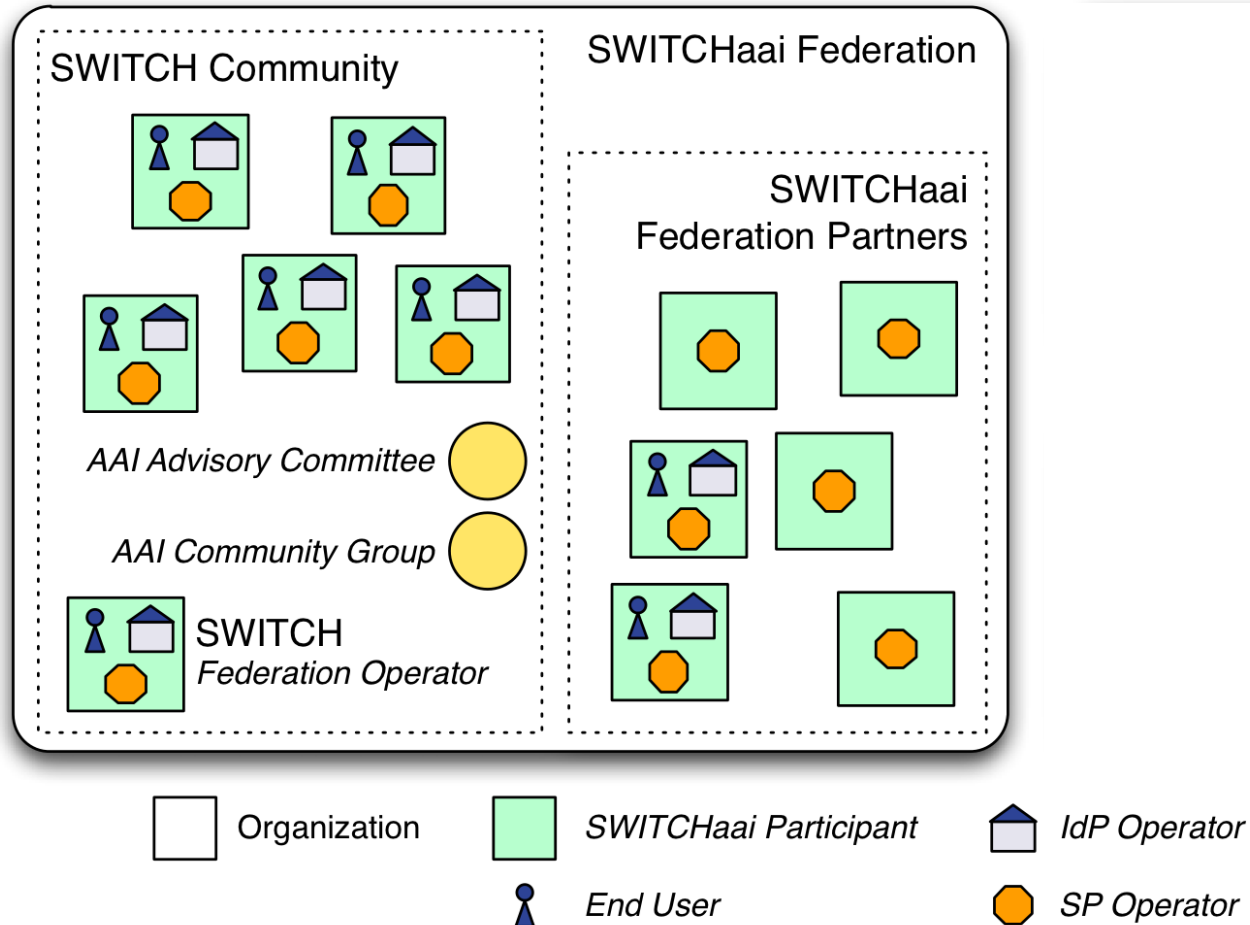 SWITCH Community
SWITCHaai Federation
SWITCHaai
Federation Partners
AAI Advisory Committee
AAI Community Group
SWITCH
Federation Operator
Organization
SWITCHaai Participant
IdP Operator
End User
SP Operator